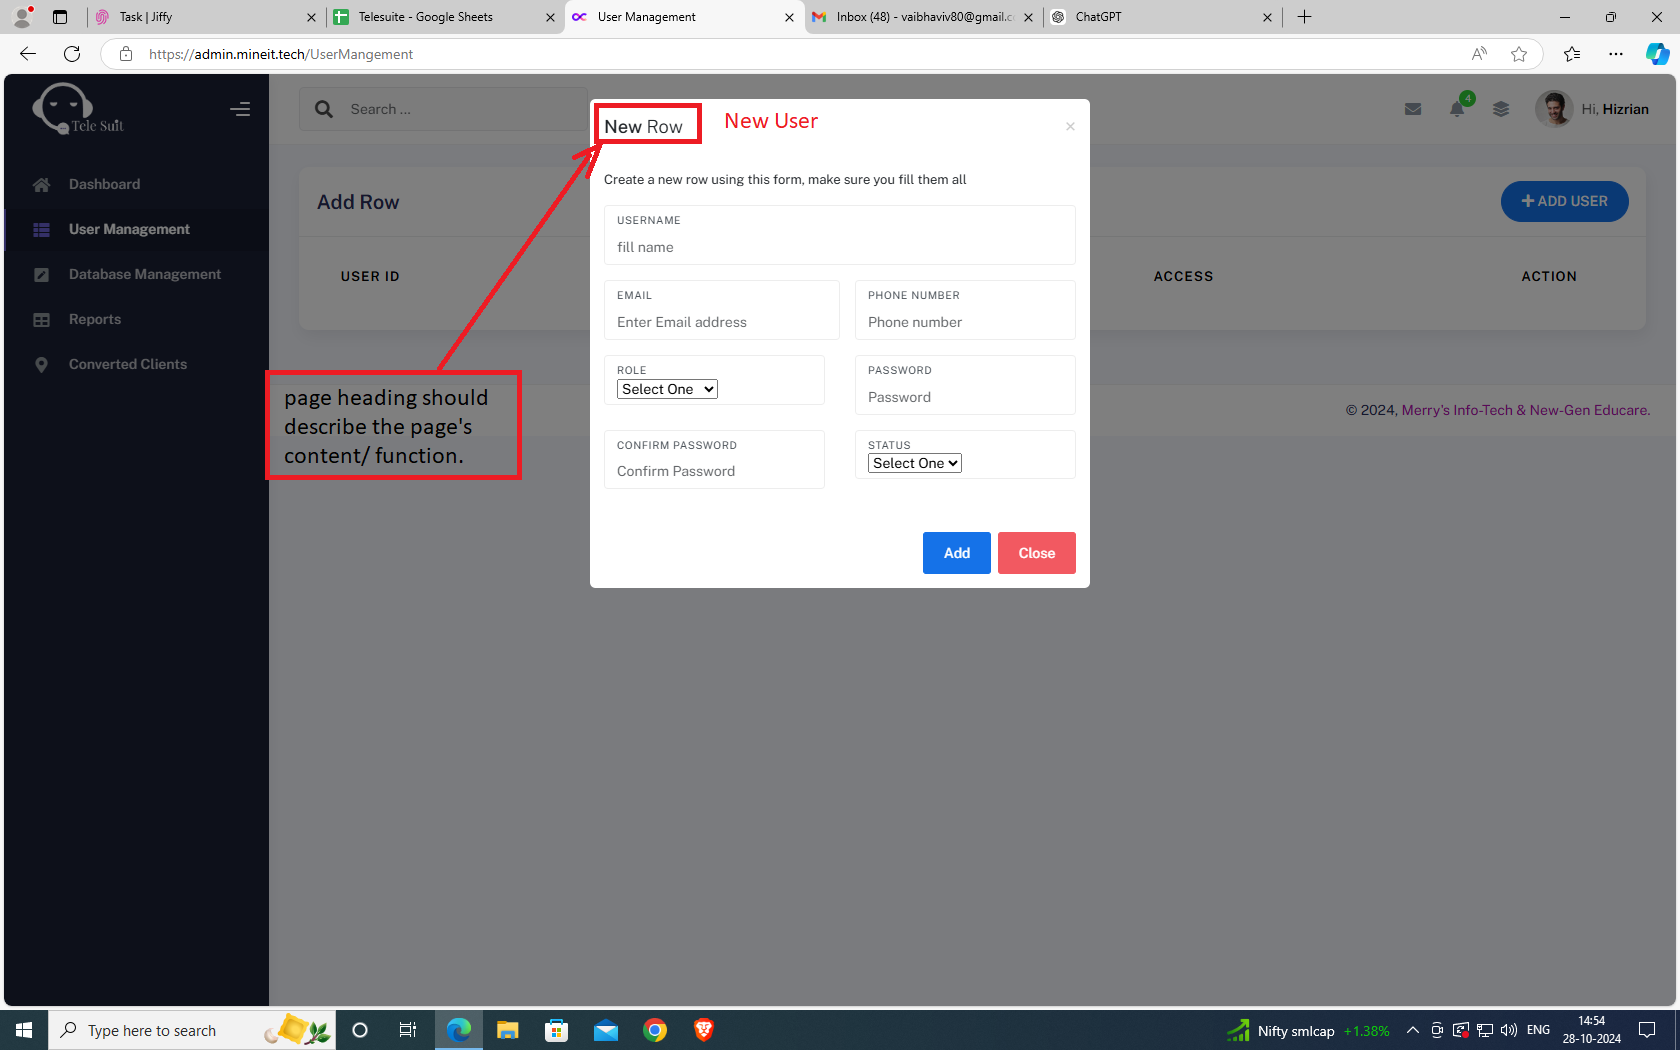 Task | Jiffy
Telesuite - Google Sheets
User Management
Inbox (48) - vaibhaviv80@gmail.c
ChatGPT
https://admin.mineit.tech/UserMangement
Tele Suit
Search ...
4
Hi, Hizrian
Dashboard
User Management
Database Management
Reports
Converted Clients
Add Row
+ ADD USER
USER ID
ACCESS
ACTION
New Row
New User
×
Create a new row using this form, make sure you fill them all
USERNAME
fill name
EMAIL
Enter Email address
PHONE NUMBER
Phone number
ROLE
Select One
PASSWORD
Password
CONFIRM PASSWORD
Confirm Password
STATUS
Select One
Add
Close
page heading should
describe the page's
content/ function.
© 2024, Merry's Info-Tech & New-Gen Educare.
Type here to search
Nifty smlcap +1.38%
ENG
14:54
28-10-2024